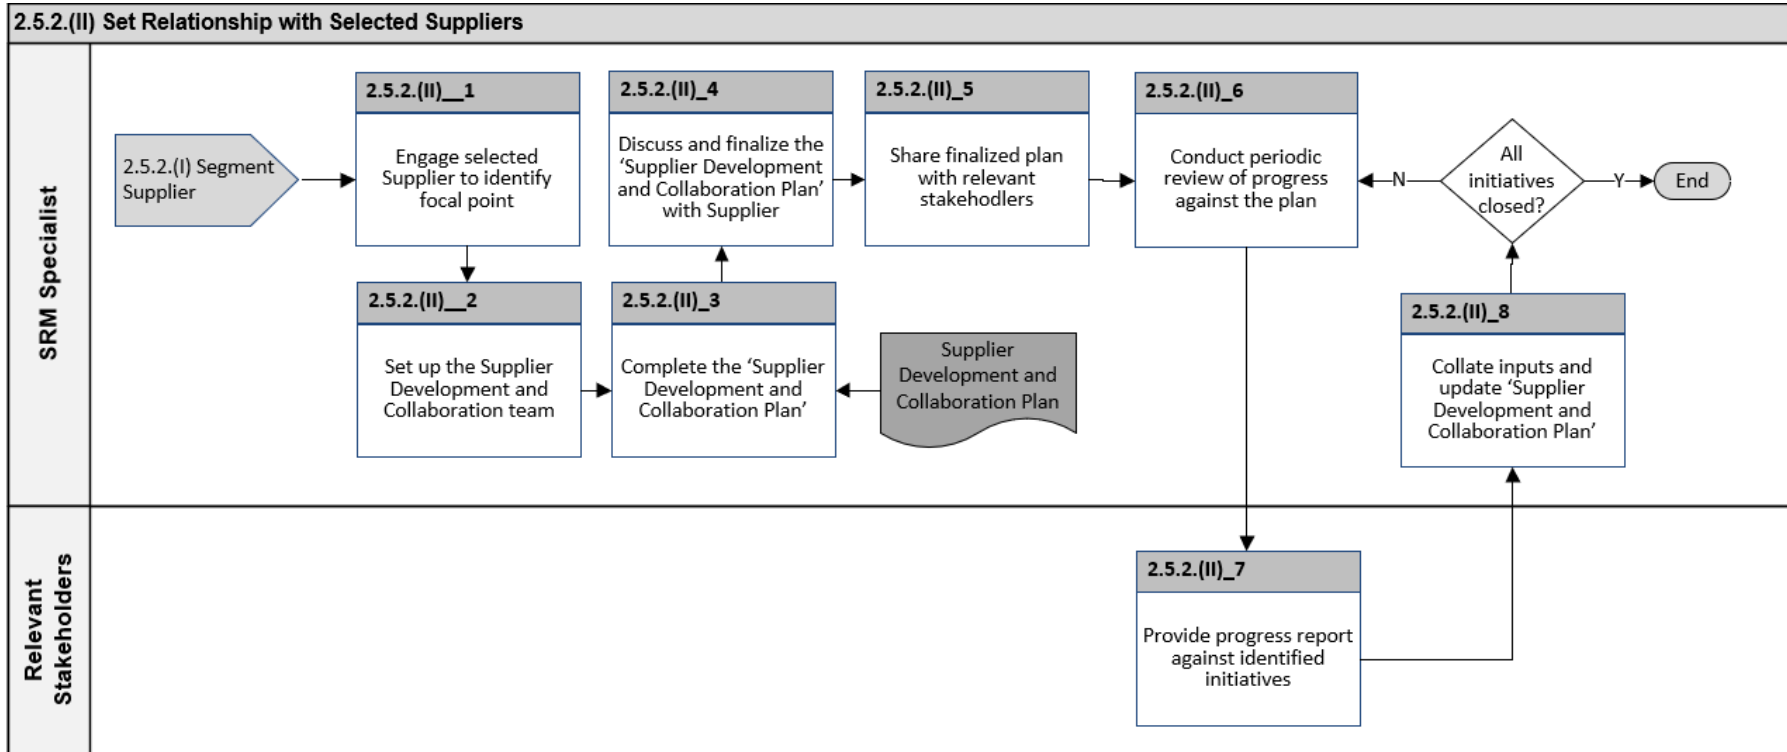 2.5.2.(II) Set Relationship with Selected Suppliers
SRM Specialist
2.5.2.(I) Segment
Supplier
2.5.2.(II)__1
Engage selected
Supplier to identify
focal point
2.5.2.(II)__2
Set up the Supplier
Development and
Collaboration team
2.5.2.(II)_3
Complete the ‘Supplier
Development and
Collaboration Plan’
Supplier
Development and
Collaboration Plan
2.5.2.(II)_4
Discuss and finalize the
‘Supplier Development
and Collaboration Plan’
with Supplier
2.5.2.(II)_5
Share finalized plan
with relevant
stakehodlers
2.5.2.(II)_6
Conduct periodic
review of progress
against the plan
Relevant
Stakeholders
2.5.2.(II)_7
Provide progress report
against identified
initiatives
2.5.2.(II)_8
Collate inputs and
update ‘Supplier
Development and
Collaboration Plan’
All
initiatives
closed?
N
Y
End